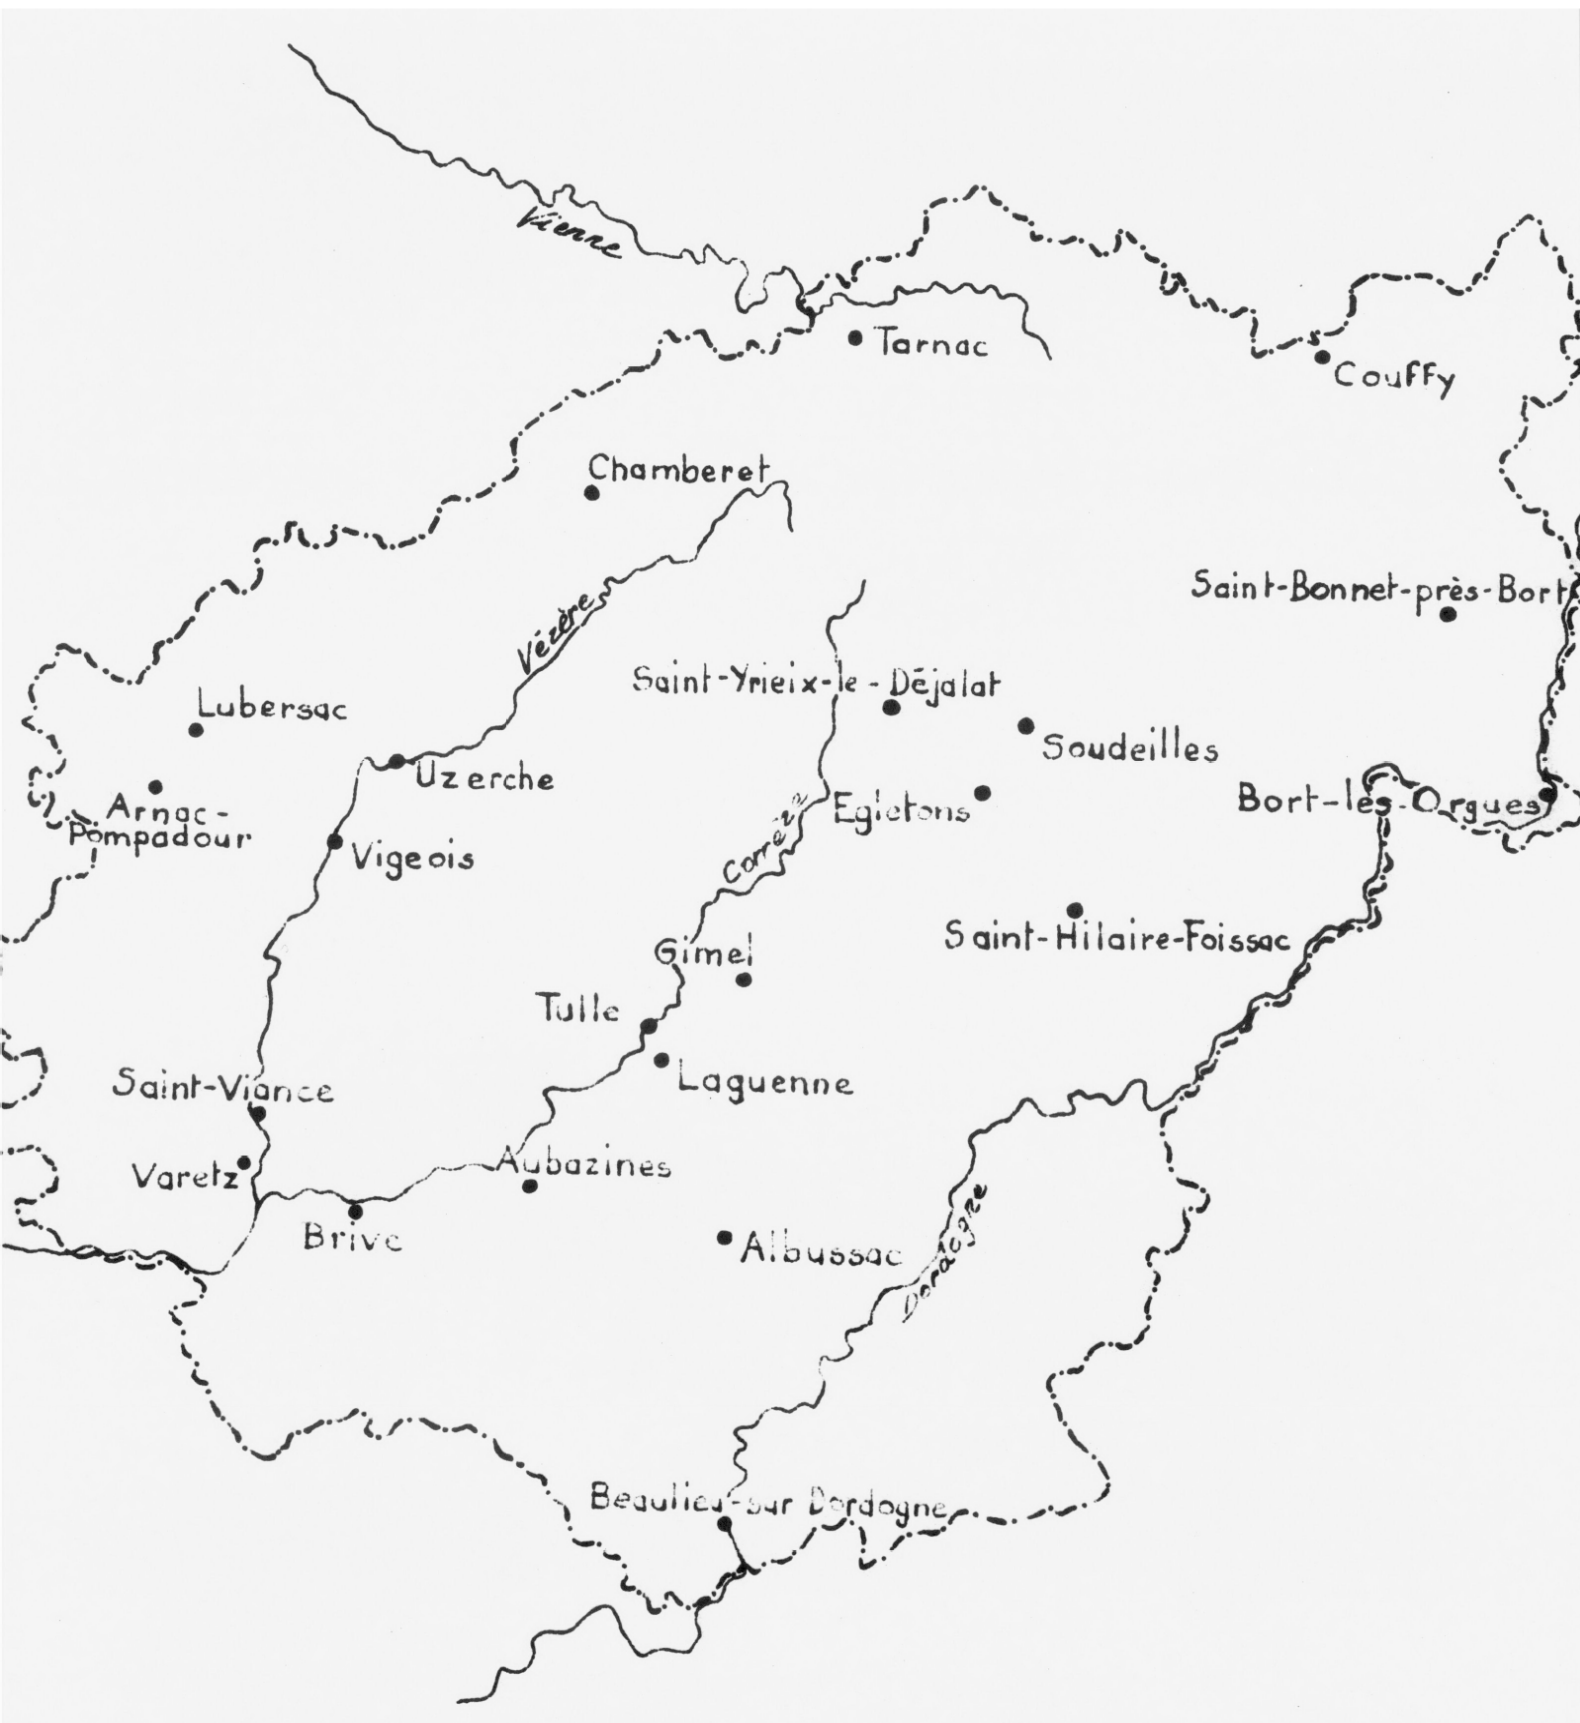 Vienne
Tarnac
Couffy
Chamberet
Saint-Bonnet-près-Bort
Vézère
Saint-Yrieix-le-Déjalat
Lubersac
Soudeilles
Uzerche
Arnac-
Pompadour
Bort-les-Orgues
Egletons
Corrèze
Vigeois
Saint-Hilaire-Foissac
Gimel
Tulle
Laguenne
Saint-Viance
Varetz
Aubazines
Brive
Albussac
Dordogne
Beaulieu-sur Dordogne